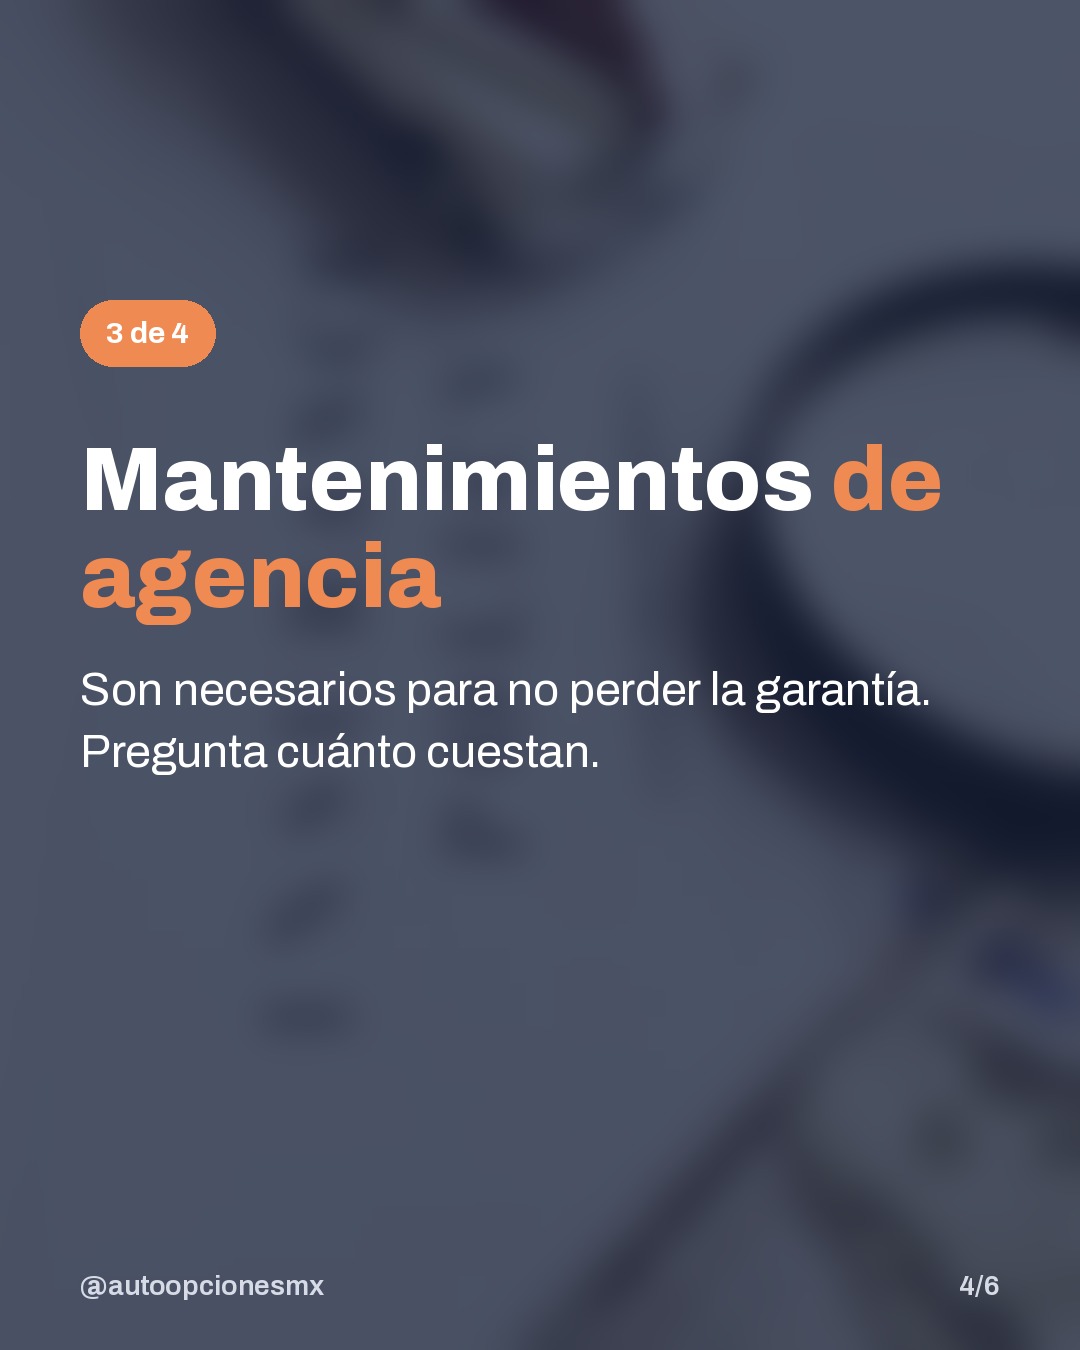 3 de 4
Mantenimientos de
agencia
Son necesarios para no perder la garantía.
Pregunta cuánto cuestan.
@autoopcionesmx
4/6